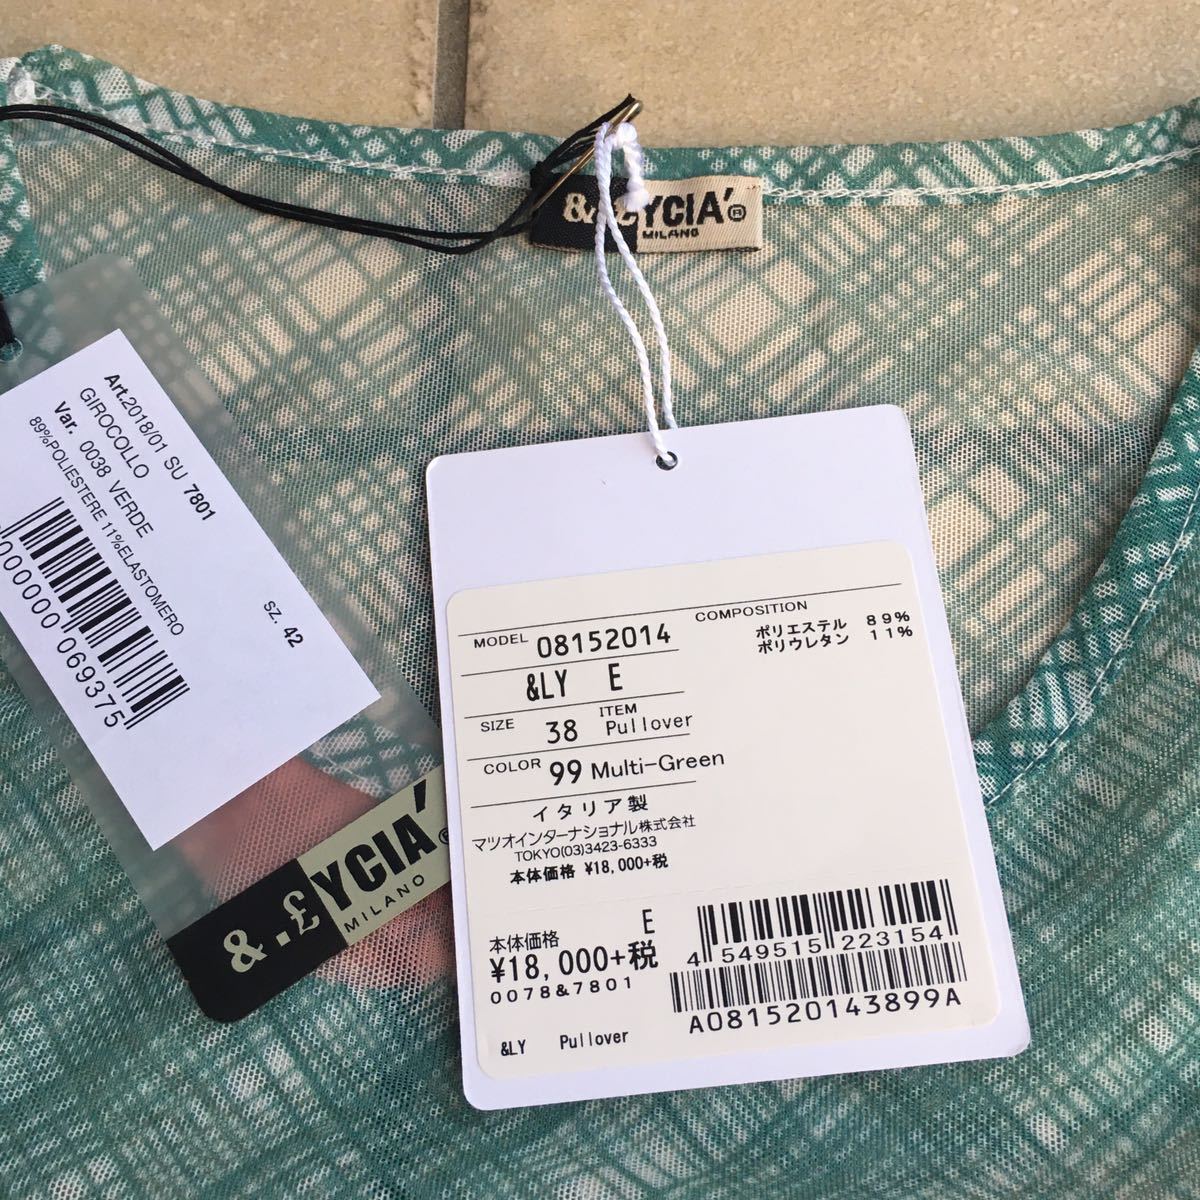 &.£YCIA'®
MILANO
Art.2018/01 SU 7801
GIROCOLLO
Var. 0038 VERDE
89%POLIESTERE 11%ELASTOMERO
SZ. 42
000000 069375
&.£YCIA'®
MILANO
MODEL 08152014
&LY E
SIZE 38
ITEM Pullover
COLOR 99 Multi-Green
イタリア製
マツオインターナショナル株式会社
TOKYO(03)3423-6333
本体価格 ¥18,000+税
COMPOSITION
ポリエステル 89%
ポリウレタン 11%
本体価格 E
¥18,000+税
0078&7801
&LY Pullover
4 549515 223154
A081520143899A